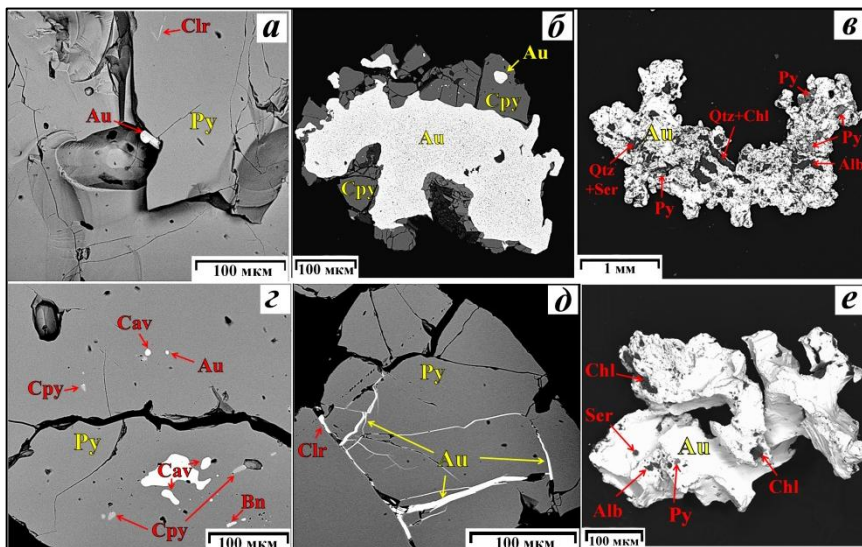 а
Clr
Au
Py
100 мкм
б
Au
Cpy
Au
Cpy
100 мкм
в
Py
Qtz+Chl
Au
Py
Qtz
+Ser
Py
Alb
1 мм
г
Cav
Au
Cpy
Py
Cav
Cpy
Bn
100 мкм
д
Py
Clr
Au
100 мкм
е
Chl
Ser
Au
Alb
Py
Chl
100 мкм